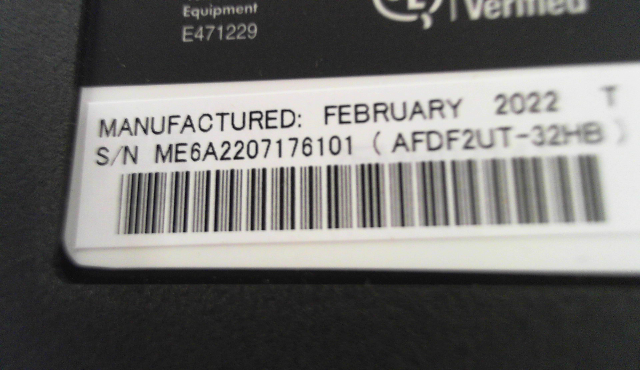 Equipment
E471229
Verified
MANUFACTURED: FEBRUARY 2022 T
S/N ME6A2207176101 ( AFDF2UT-32HB )